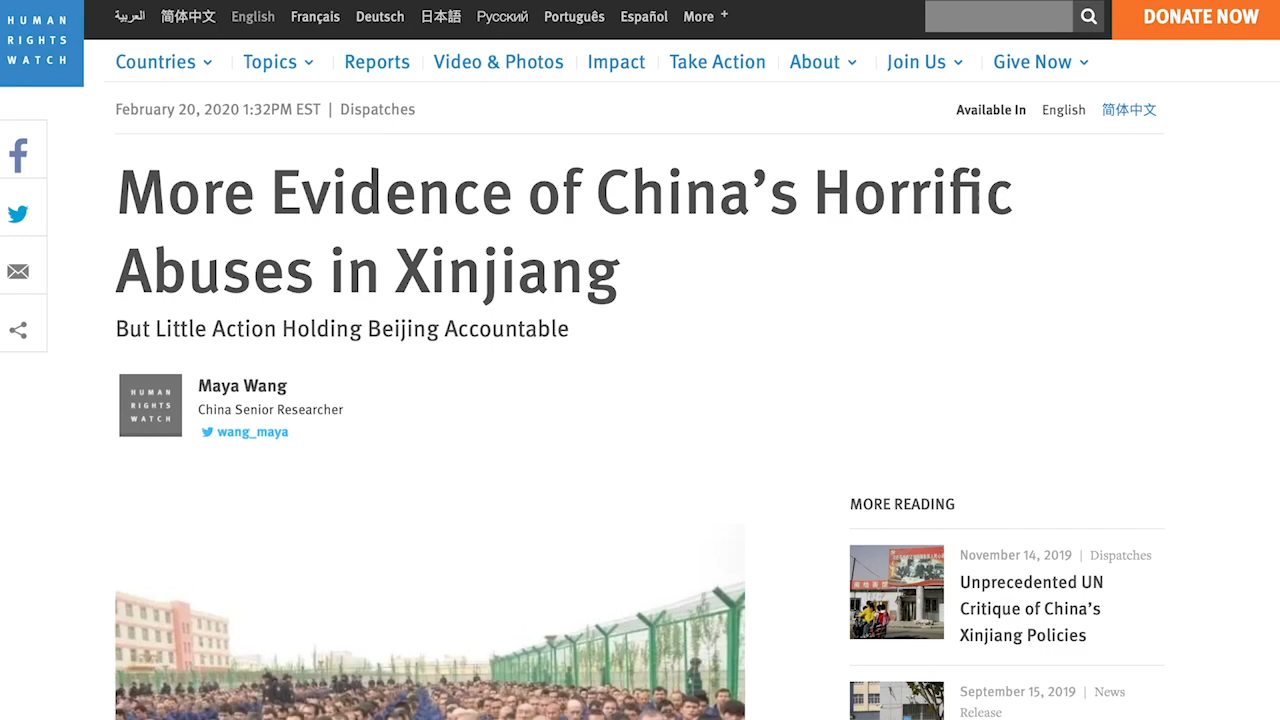 HUMAN
RIGHTS
WATCH
العربية 简体中文 English Français Deutsch 日本語 Русский Português Español More +
DONATE NOW
Countries Topics Reports Video & Photos Impact Take Action About Join Us Give Now
February 20, 2020 1:32PM EST | Dispatches
Available In English 简体中文
More Evidence of China’s Horrific
Abuses in Xinjiang
But Little Action Holding Beijing Accountable
HUMAN
RIGHTS
WATCH
Maya Wang
China Senior Researcher
wang_maya
MORE READING
November 14, 2019 | Dispatches
Unprecedented UN
Critique of China’s
Xinjiang Policies
September 15, 2019 | News
Release